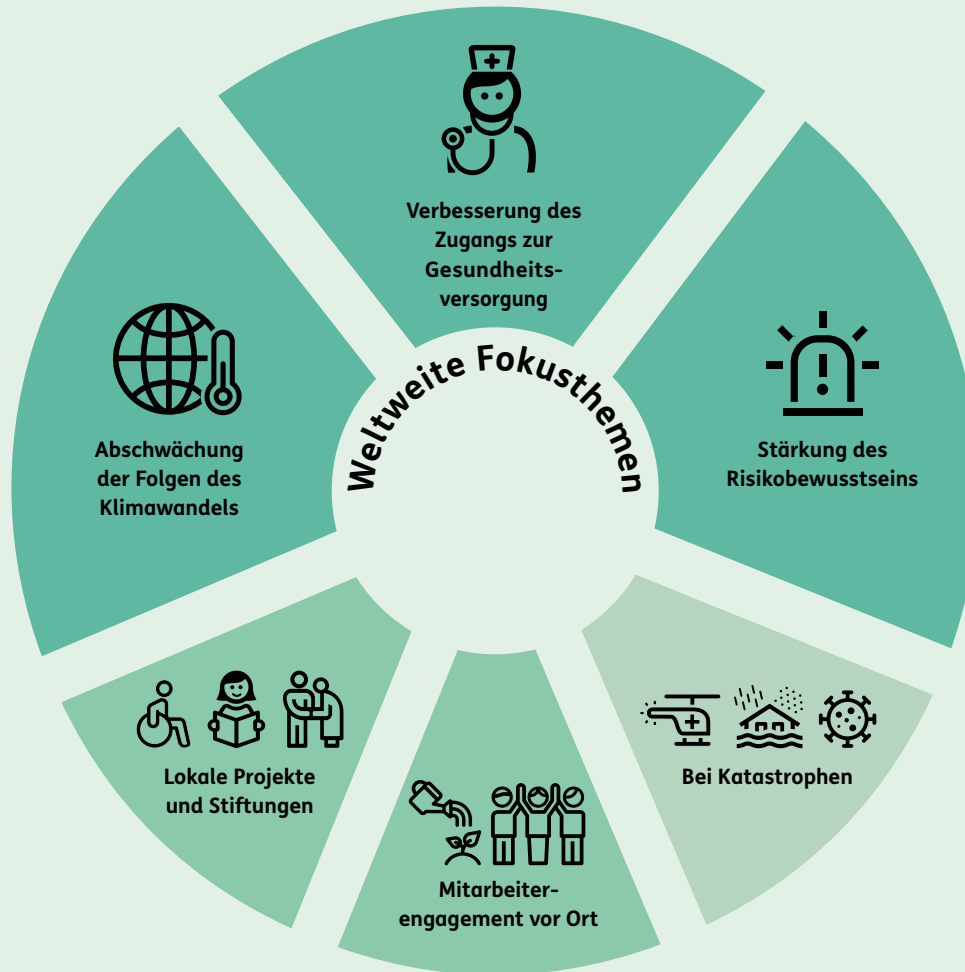 Verbesserung des
Zugangs zur
Gesundheits-
versorgung
Weltweite Fokusthemen
Abschwächung
der Folgen des
Klimawandels
Stärkung des
Risikobewusstseins
Lokale Projekte
und Stiftungen
Bei Katastrophen
Mitarbeiter-
engagement vor Ort